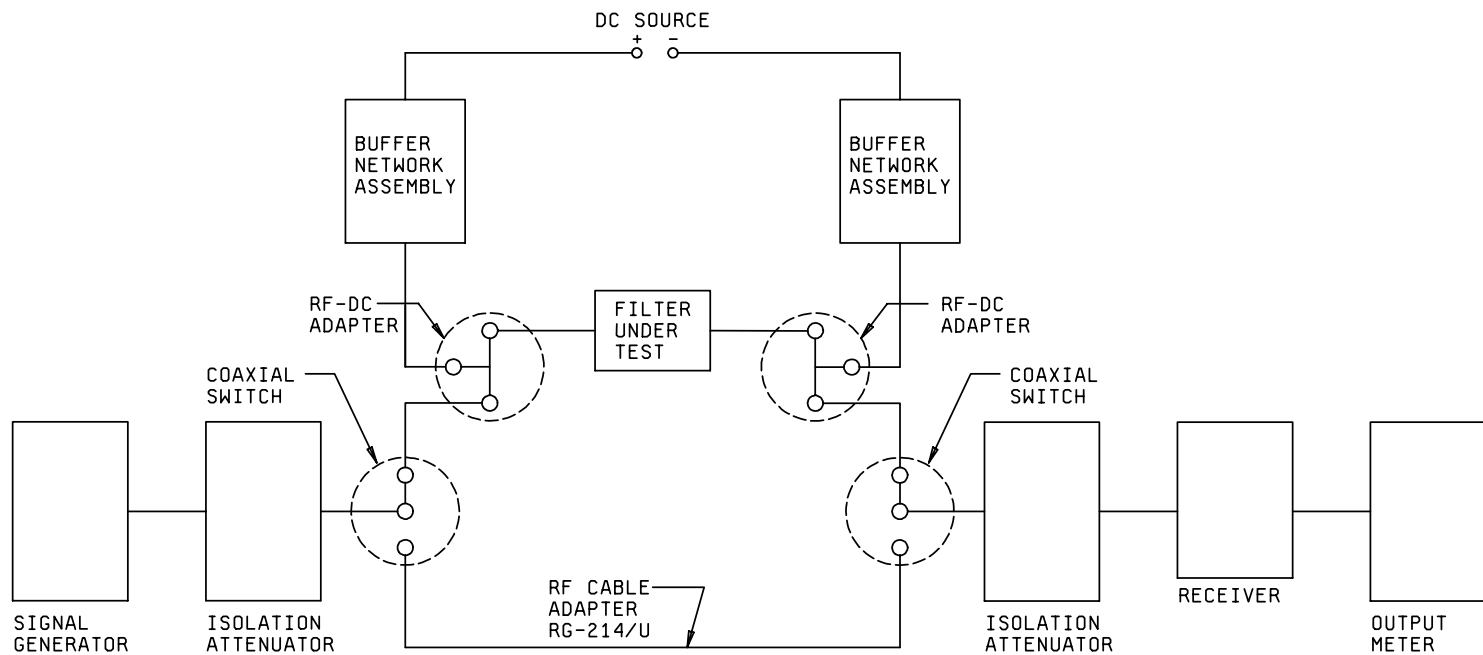 DC SOURCE
+ -
BUFFER
NETWORK
ASSEMBLY
BUFFER
NETWORK
ASSEMBLY
RF-DC
ADAPTER
FILTER
UNDER
TEST
RF-DC
ADAPTER
COAXIAL
SWITCH
COAXIAL
SWITCH
SIGNAL
GENERATOR
ISOLATION
ATTENUATOR
RF CABLE
ADAPTER
RG-214/U
ISOLATION
ATTENUATOR
RECEIVER
OUTPUT
METER